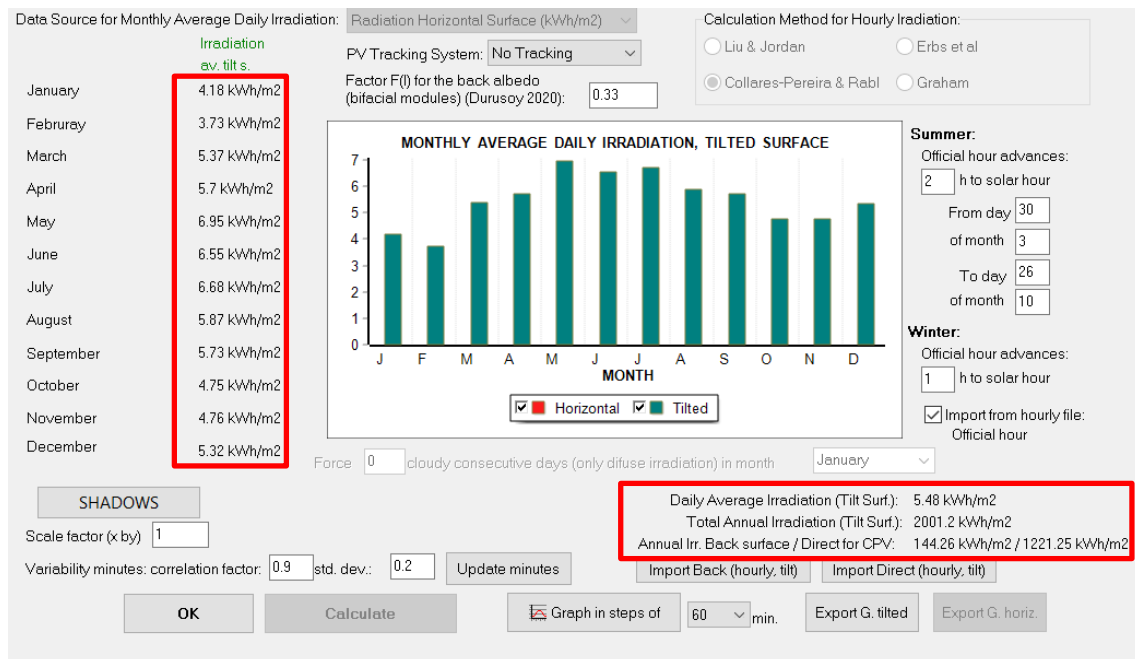 Data Source for Monthly Average Daily Irradiation: Radiation Horizontal Surface (kWh/m2)
Calculation Method for Hourly Iradiation:
Irradiation
av. tilt s.
PV Tracking System: No Tracking
Liu & Jordan
Erbs et al
Factor F(I) for the back albedo
(bifacial modules) (Durusoy 2020): 0.33
Collares-Pereira & Rabl
Graham
January 4.18 kWh/m2
Februray 3.73 kWh/m2
March 5.37 kWh/m2
April 5.7 kWh/m2
May 6.95 kWh/m2
June 6.55 kWh/m2
July 6.68 kWh/m2
August 5.87 kWh/m2
September 5.73 kWh/m2
October 4.75 kWh/m2
November 4.76 kWh/m2
December 5.32 kWh/m2
MONTHLY AVERAGE DAILY IRRADIATION, TILTED SURFACE
7
6
5
4
3
2
1
0
J F M A M J J A S O N D
MONTH
Horizontal Tilted
Summer:
Official hour advances:
2 h to solar hour
From day 30
of month 3
To day 26
of month 10
Winter:
Official hour advances:
1 h to solar hour
Import from hourly file:
Official hour
Force 0 cloudy consecutive days (only difuse irradiation) in month January
SHADOWS
Scale factor (x by) 1
Daily Average Irradiation (Tilt Surf.): 5.48 kWh/m2
Total Annual Irradiation (Tilt Surf.): 2001.2 kWh/m2
Annual Irr. Back surface / Direct for CPV: 144.26 kWh/m2 / 1221.25 kWh/m2
Variability minutes: correlation factor: 0.9 std. dev.: 0.2 Update minutes
Import Back (hourly, tilt) Import Direct (hourly, tilt)
OK Calculate Graph in steps of 60 min. Export G. tilted Export G. horiz.